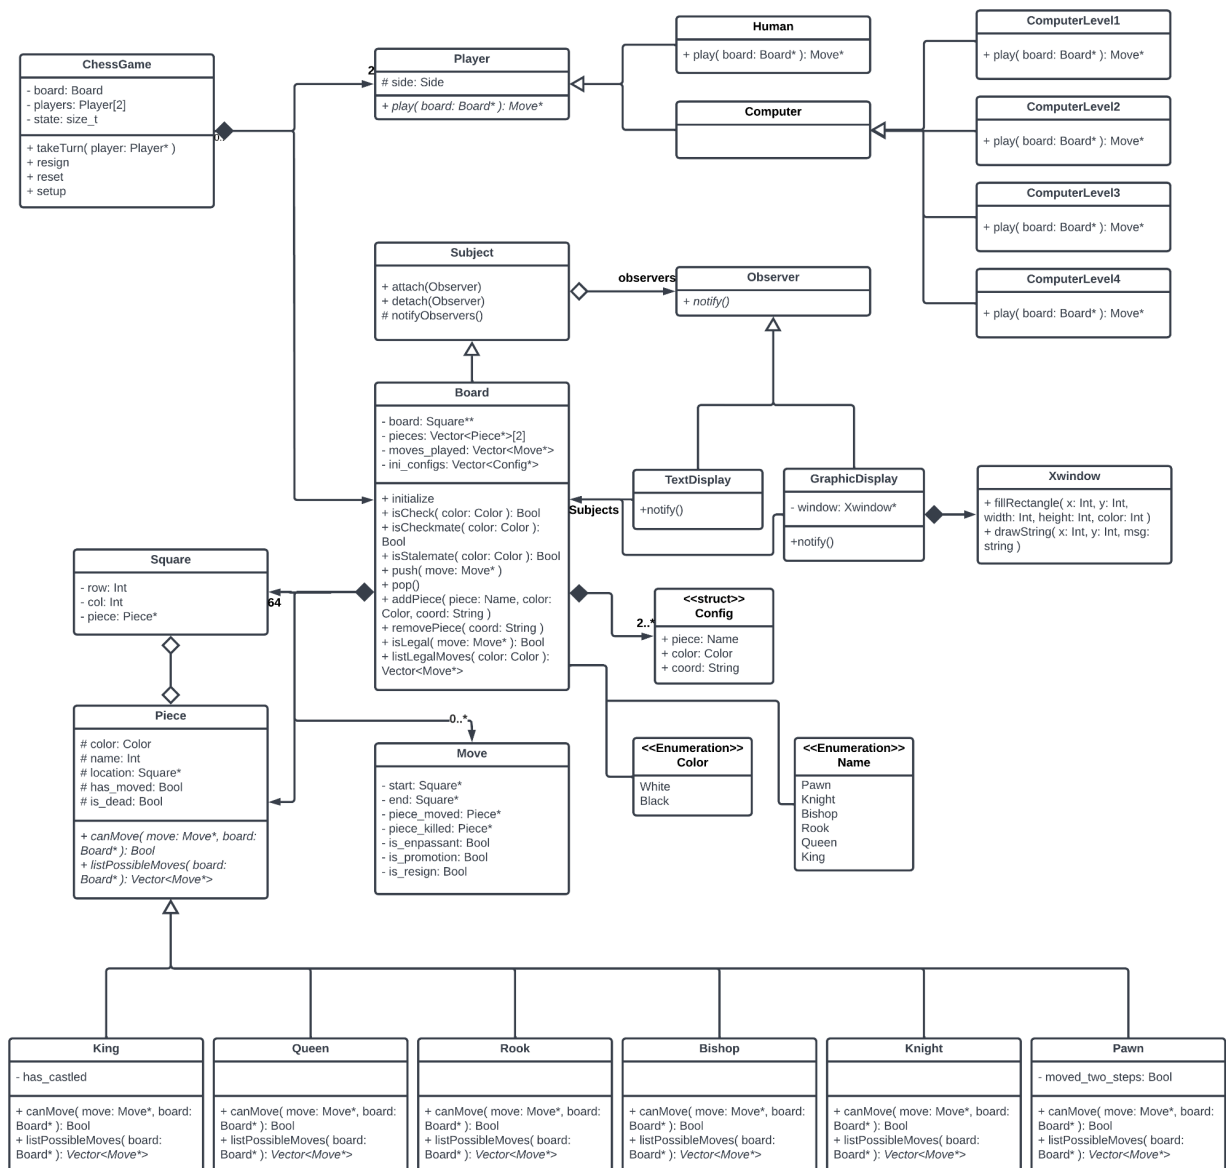 ChessGame
- board: Board
- players: Player[2]
- state: size_t
+ takeTurn( player: Player* )
+ resign
+ reset
+ setup
2
Player
# side: Side
+ play( board: Board* ): Move*
Human
+ play( board: Board* ): Move*
Computer
ComputerLevel1
+ play( board: Board* ): Move*
ComputerLevel2
+ play( board: Board* ): Move*
ComputerLevel3
+ play( board: Board* ): Move*
ComputerLevel4
+ play( board: Board* ): Move*
Subject
+ attach(Observer)
+ detach(Observer)
# notifyObservers()
observers
Observer
+ notify()
Board
- board: Square**
- pieces: Vector<Piece*>[2]
- moves_played: Vector<Move*>
- ini_configs: Vector<Config*>
+ initialize
+ isCheck( color: Color ): Bool
+ isCheckmate( color: Color ):
Bool
+ isStalemate( color: Color ): Bool
+ push( move: Move* )
+ pop()
+ addPiece( piece: Name, color:
Color, coord: String )
+ removePiece( coord: String )
+ isLegal( move: Move* ): Bool
+ listLegalMoves( color: Color ):
Vector<Move*>
Subjects
TextDisplay
+notify()
GraphicDisplay
- window: Xwindow*
+notify()
Xwindow
+ fillRectangle( x: Int, y: Int,
width: Int, height: Int, color: Int )
+ drawString( x: Int, y: Int, msg:
string )
Square
- row: Int
- col: Int
- piece: Piece*
64
2..*
<<struct>>
Config
+ piece: Name
+ color: Color
+ coord: String
Piece
# color: Color
# name: Int
# location: Square*
# has_moved: Bool
# is_dead: Bool
+ canMove( move: Move*, board:
Board* ): Bool
+ listPossibleMoves( board:
Board* ): Vector<Move*>
0..*
Move
- start: Square*
- end: Square*
- piece_moved: Piece*
- piece_killed: Piece*
- is_enpassant: Bool
- is_promotion: Bool
- is_resign: Bool
<<Enumeration>>
Color
White
Black
<<Enumeration>>
Name
Pawn
Knight
Bishop
Rook
Queen
King
King
- has_castled
+ canMove( move: Move*, board:
Board* ): Bool
+ listPossibleMoves( board:
Board* ): Vector<Move*>
Queen
+ canMove( move: Move*, board:
Board* ): Bool
+ listPossibleMoves( board:
Board* ): Vector<Move*>
Rook
+ canMove( move: Move*, board:
Board* ): Bool
+ listPossibleMoves( board:
Board* ): Vector<Move*>
Bishop
+ canMove( move: Move*, board:
Board* ): Bool
+ listPossibleMoves( board:
Board* ): Vector<Move*>
Knight
+ canMove( move: Move*, board:
Board* ): Bool
+ listPossibleMoves( board:
Board* ): Vector<Move*>
Pawn
- moved_two_steps: Bool
+ canMove( move: Move*, board:
Board* ): Bool
+ listPossibleMoves( board:
Board* ): Vector<Move*>